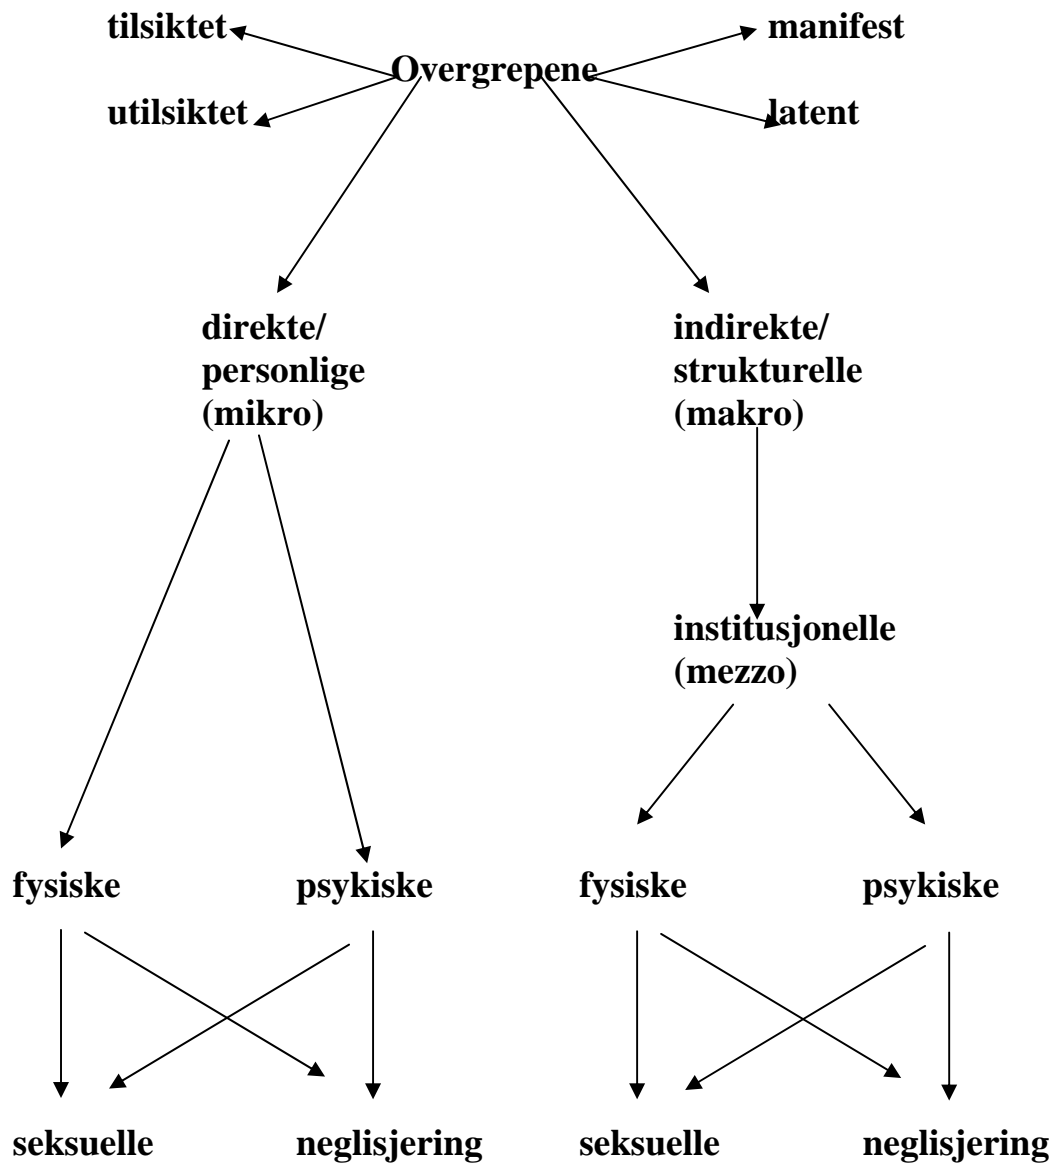 tilsiktet
manifest
Overgrepene
utilsiktet
latent
direkte/
personlige
(mikro)
indirekte/
strukturelle
(makro)
institusjonelle
(mezzo)
fysiske
psykiske
fysiske
psykiske
seksuelle
neglisjering
seksuelle
neglisjering